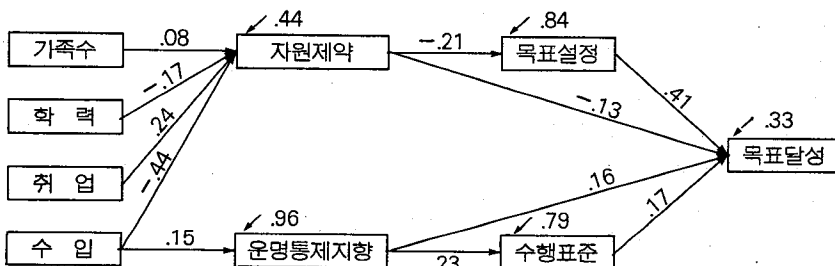 .44
.84
가족수
.08
자원제약
−.21
목표설정
−.17
.41
학 력
.24
−.13
.33
목표달성
취 업
−.44
.16
.17
.96
.79
수 입
.15
운명통제지향
.23
수행표준